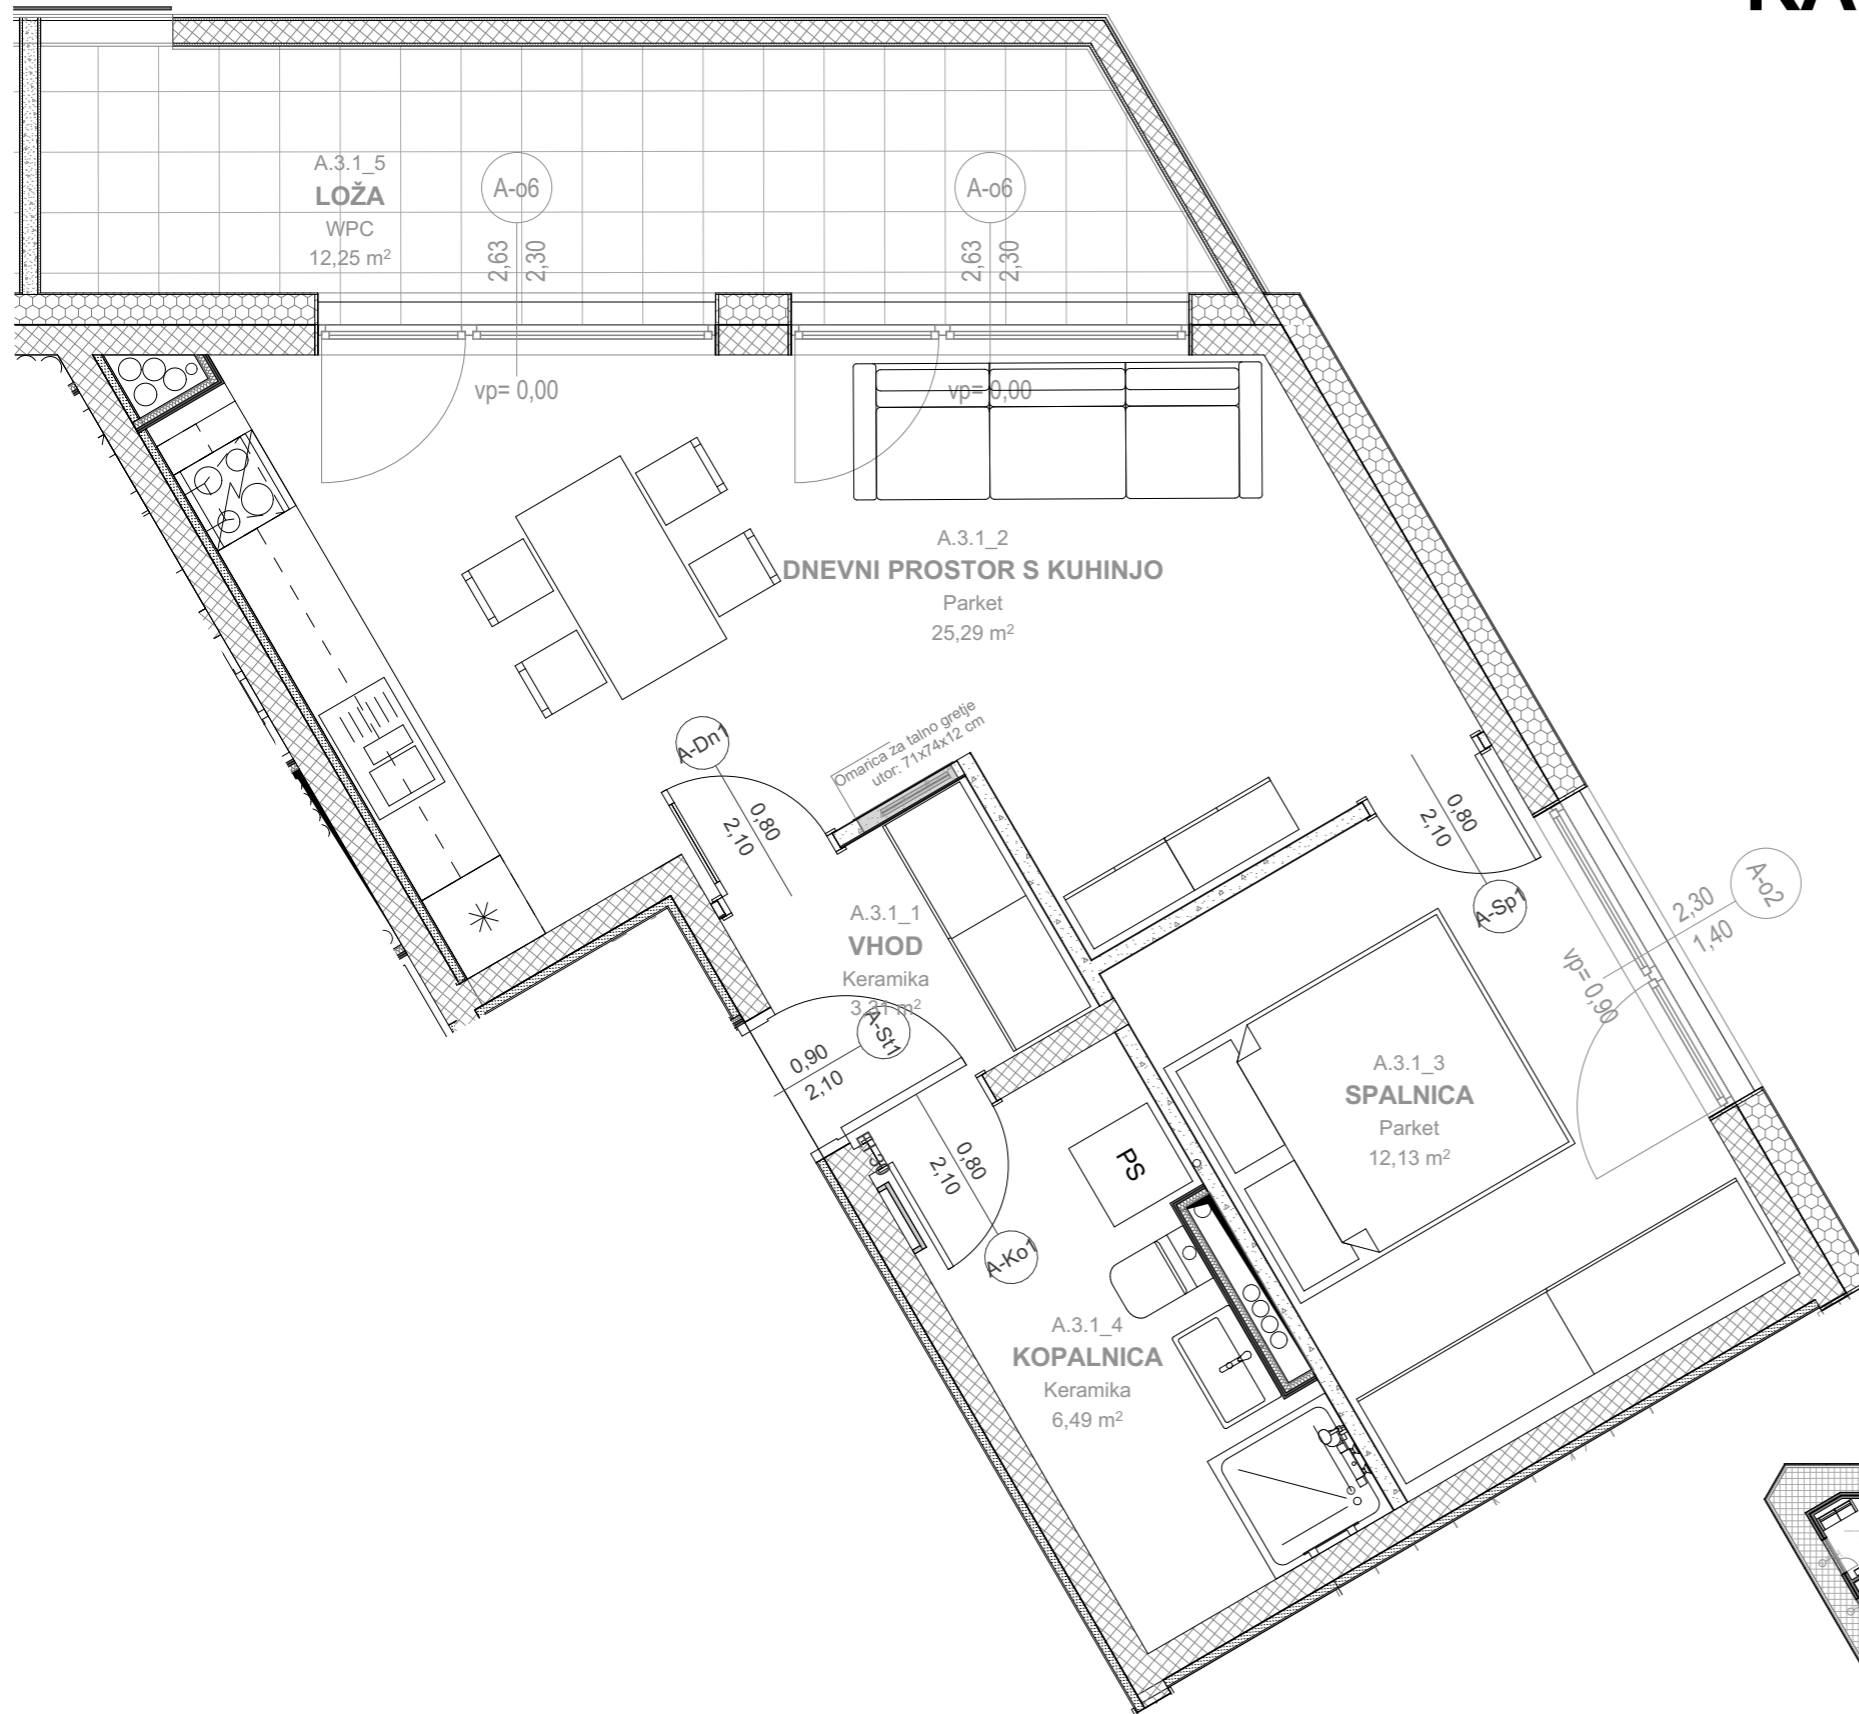 A.3.1_5
LOŽA
WPC
12,25 m²
A-o6
2,63
2,30
vp= 0,00
A-o6
2,63
2,30
vp= 0,00
A.3.1_2
DNEVNI PROSTOR S KUHINJO
Parket
25,29 m²
Omarica za talno gretje
utor: 71x74x12 cm
A-Dn1
0,80
2,10
A.3.1_1
VHOD
Keramika
3,31 m²
A-St1
0,90
2,10
0,80
2,10
A-Sp1
A-o2
2,30
1,40
vp= 0,90
A.3.1_3
SPALNICA
Parket
12,13 m²
0,80
2,10
A-Ko1
PS
A.3.1_4
KOPALNICA
Keramika
6,49 m²